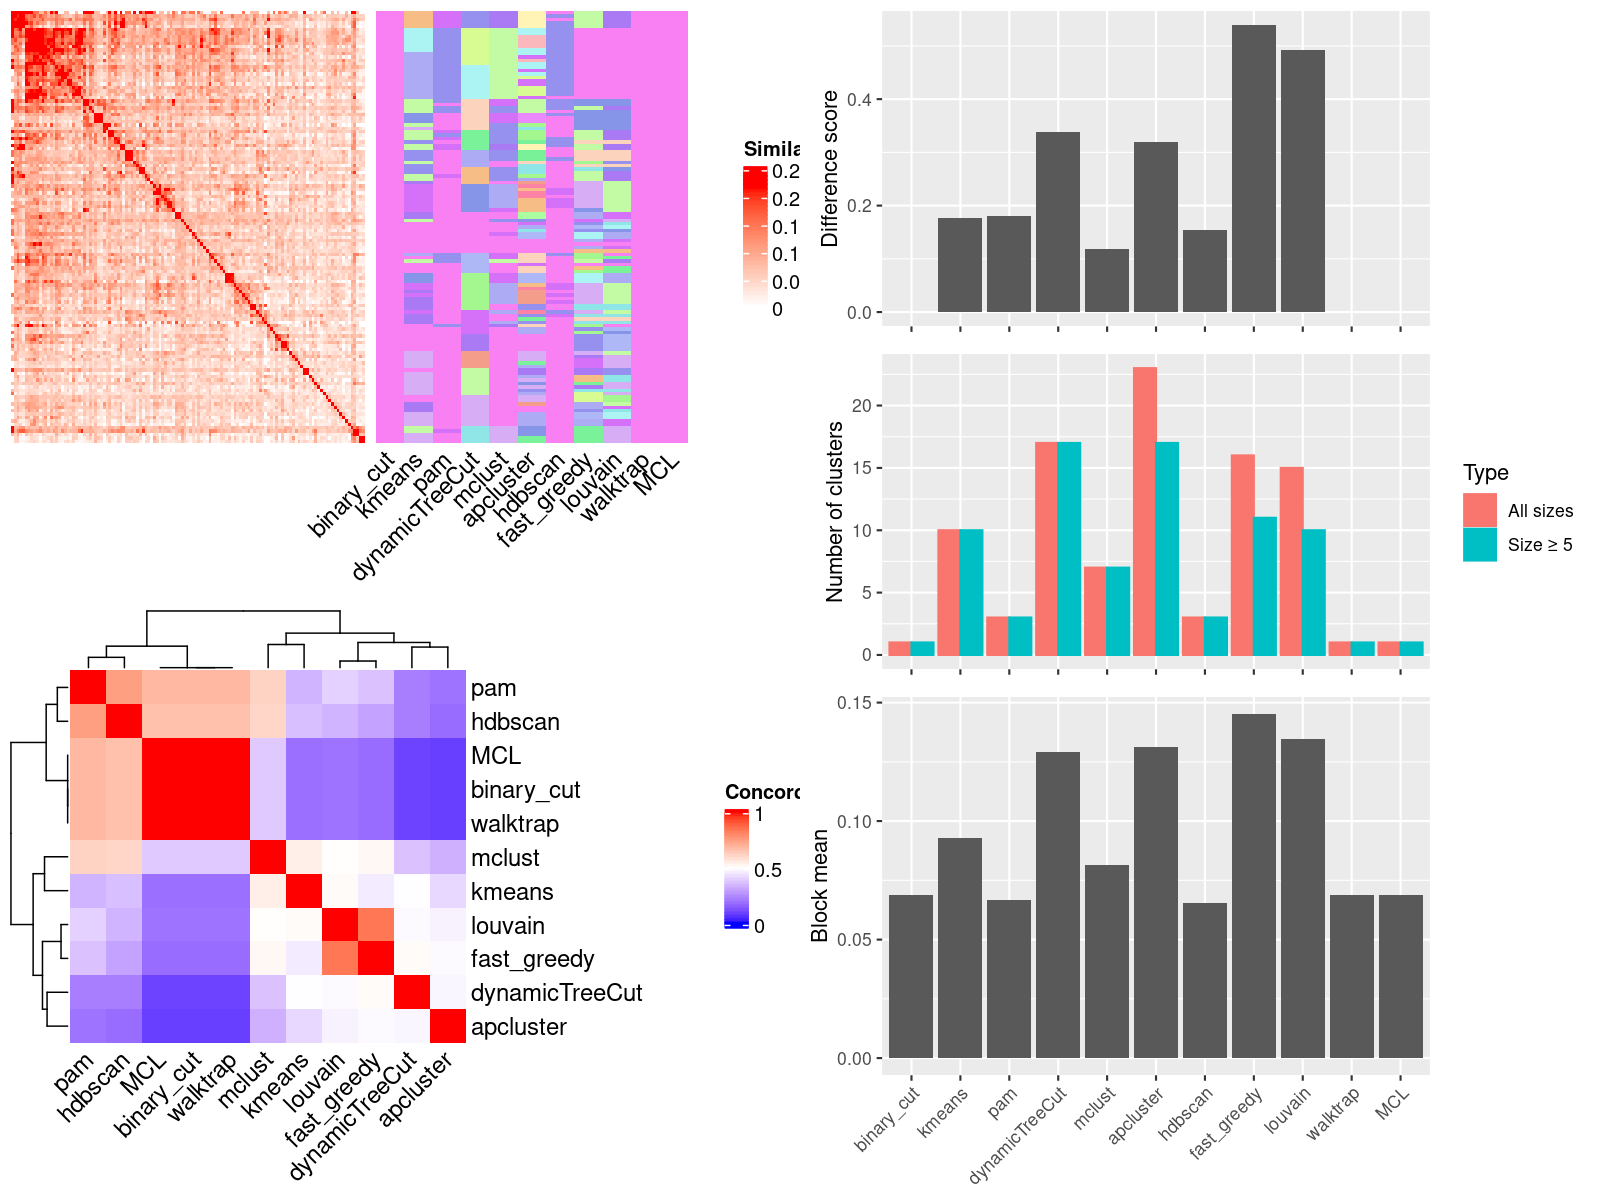 Simila
0.2
0.2
0.1
0.1
0.0
0
binary_cut
kmeans
pam
dynamicTreeCut
mclust
apcluster
hdbscan
fast_greedy
louvain
walktrap
MCL
pam
hdbscan
MCL
binary_cut
walktrap
mclust
kmeans
louvain
fast_greedy
dynamicTreeCut
apcluster
pam
hdbscan
MCL
binary_cut
walktrap
mclust
kmeans
louvain
fast_greedy
dynamicTreeCut
apcluster
Concord
1
0.5
0
Difference score
0.4
0.2
0.0
Number of clusters
20
15
10
5
0
Type
All sizes
Size ≥ 5
Block mean
0.15
0.10
0.05
0.00
binary_cut
kmeans
pam
dynamicTreeCut
mclust
apcluster
hdbscan
fast_greedy
louvain
walktrap
MCL